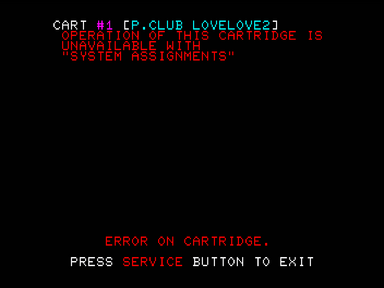 CART #1 [P.CLUB LOVELOVE2]
OPERATION OF THIS CARTRIDGE IS
UNAVAILABLE WITH
"SYSTEM ASSIGNMENTS"
ERROR ON CARTRIDGE.
PRESS SERVICE BUTTON TO EXIT